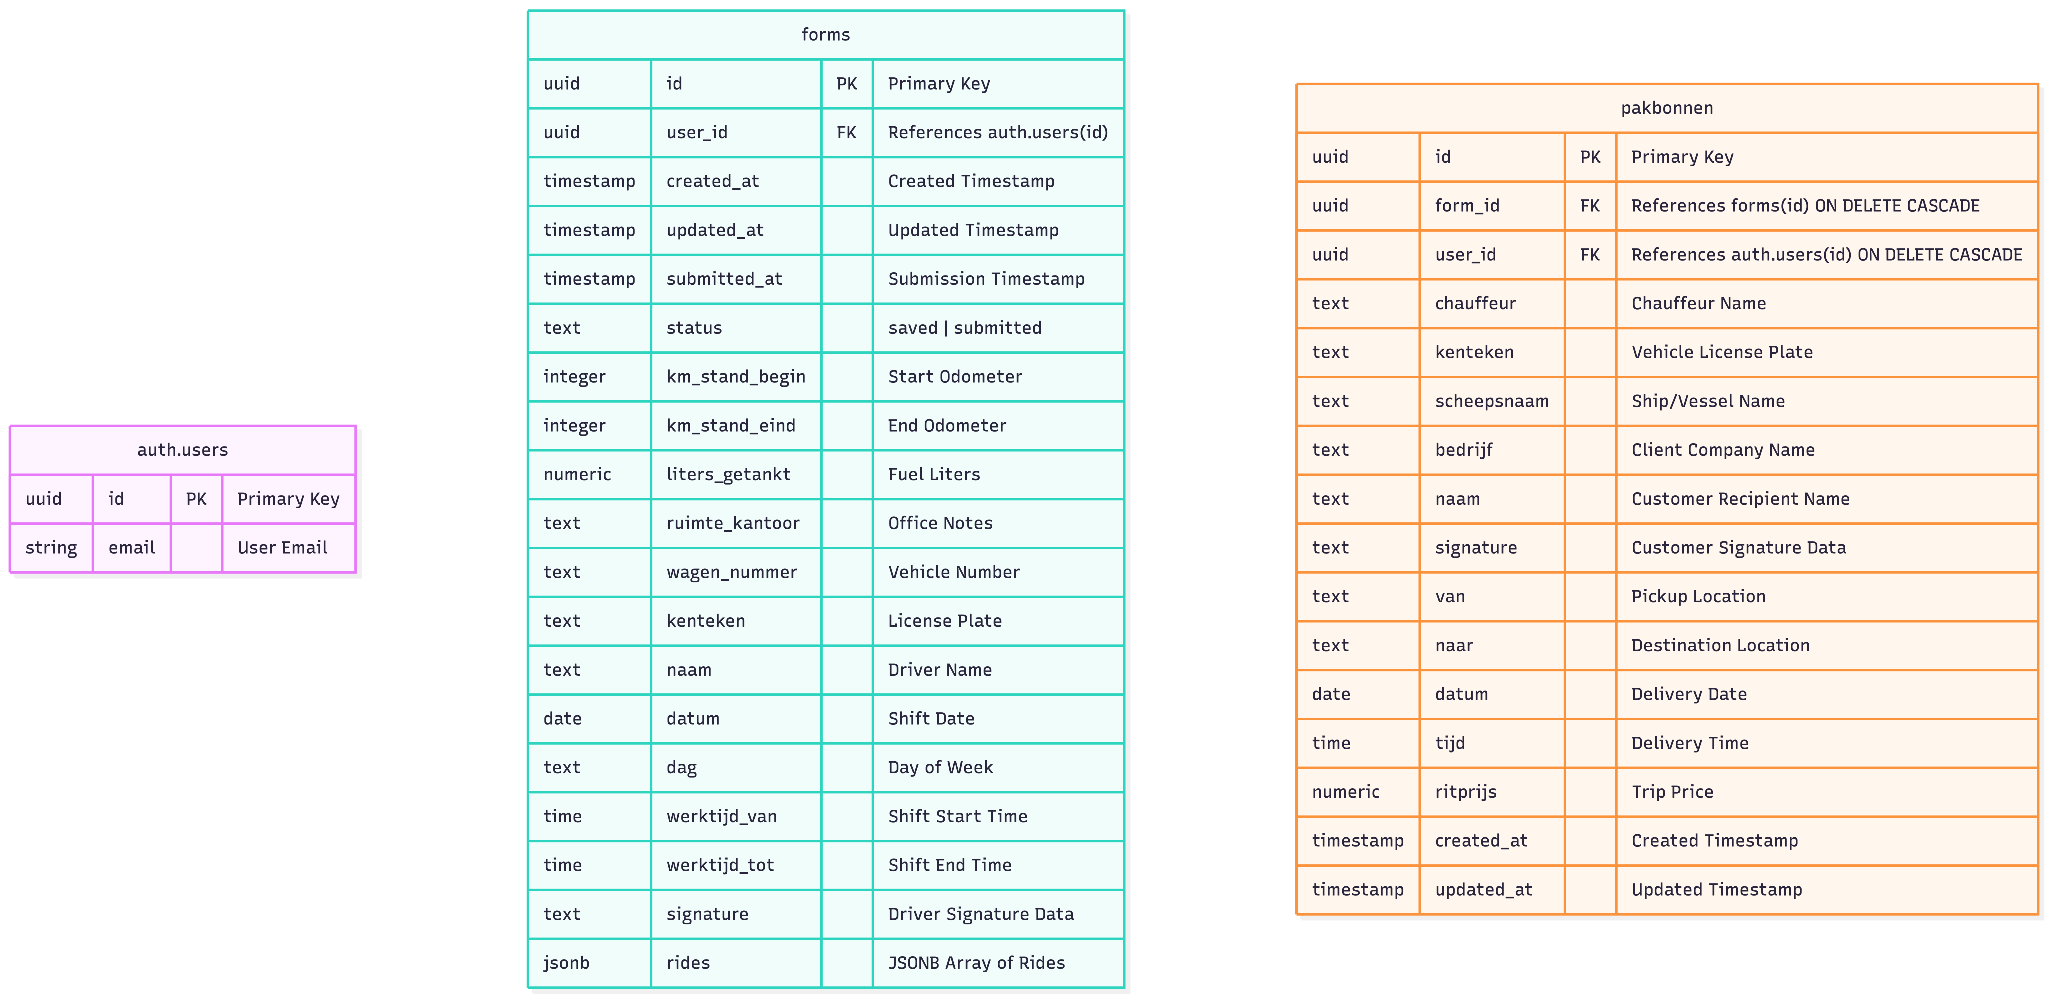 auth.users
uuid id PK Primary Key
string email User Email
forms
uuid id PK Primary Key
uuid user_id FK References auth.users(id)
timestamp created_at Created Timestamp
timestamp updated_at Updated Timestamp
timestamp submitted_at Submission Timestamp
text status saved | submitted
integer km_stand_begin Start Odometer
integer km_stand_eind End Odometer
numeric liters_getankt Fuel Liters
text ruimte_kantoor Office Notes
text wagen_nummer Vehicle Number
text kenteken License Plate
text naam Driver Name
date datum Shift Date
text dag Day of Week
time werktijd_van Shift Start Time
time werktijd_tot Shift End Time
text signature Driver Signature Data
jsonb rides JSONB Array of Rides
pakbonnen
uuid id PK Primary Key
uuid form_id FK References forms(id) ON DELETE CASCADE
uuid user_id FK References auth.users(id) ON DELETE CASCADE
text chauffeur Chauffeur Name
text kenteken Vehicle License Plate
text scheepsnaam Ship/Vessel Name
text bedrijf Client Company Name
text naam Customer Recipient Name
text signature Customer Signature Data
text van Pickup Location
text naar Destination Location
date datum Delivery Date
time tijd Delivery Time
numeric ritprijs Trip Price
timestamp created_at Created Timestamp
timestamp updated_at Updated Timestamp